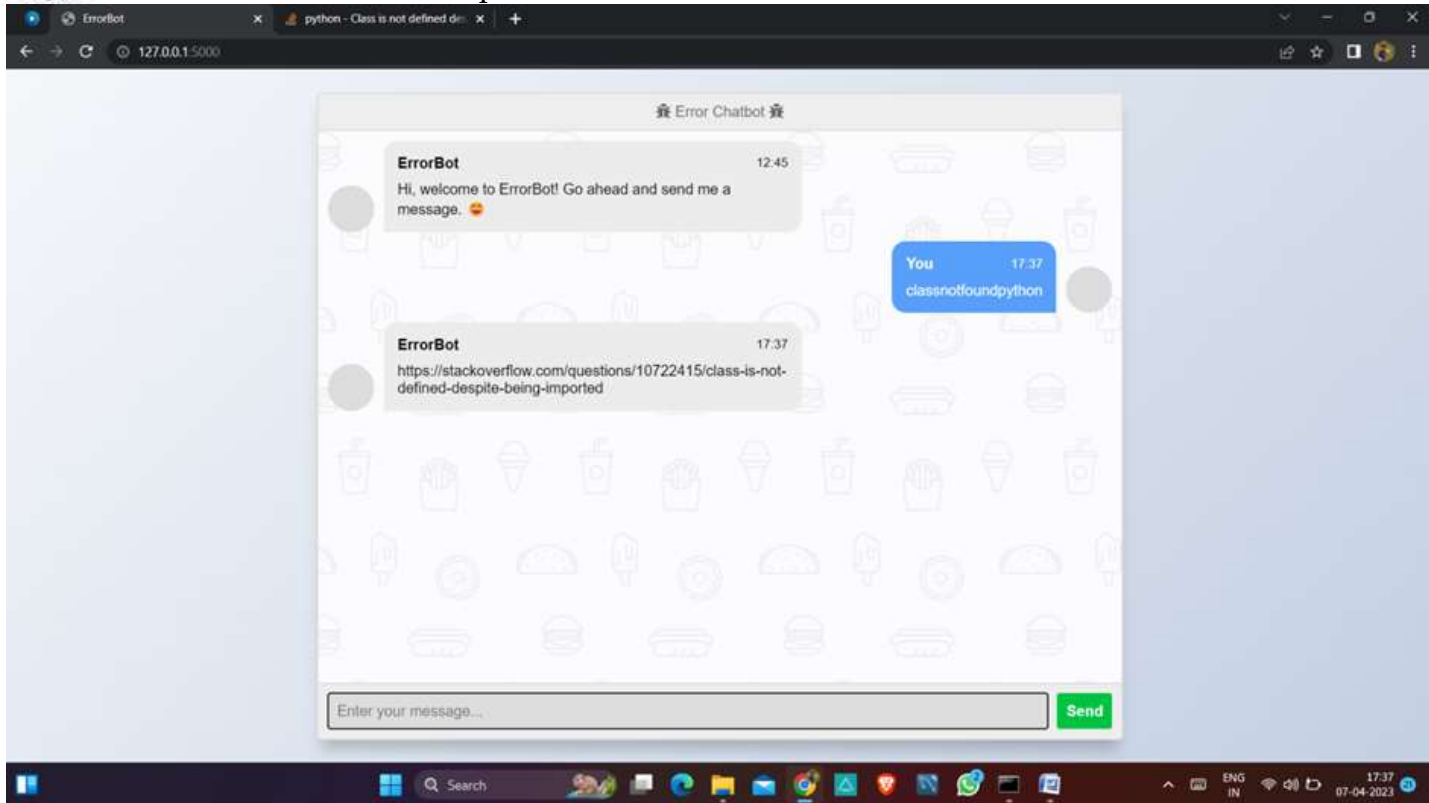 ErrorBot
python - Class is not defined de
127.0.0.1:5000
Error Chatbot
ErrorBot 12:45
Hi, welcome to ErrorBot! Go ahead and send me a
message.
You 17:37
classnotfoundpython
ErrorBot 17:37
https://stackoverflow.com/questions/10722415/class-is-not-
defined-despite-being-imported
Enter your message...
Send
Search
ENG
IN
17:37
07-04-2023